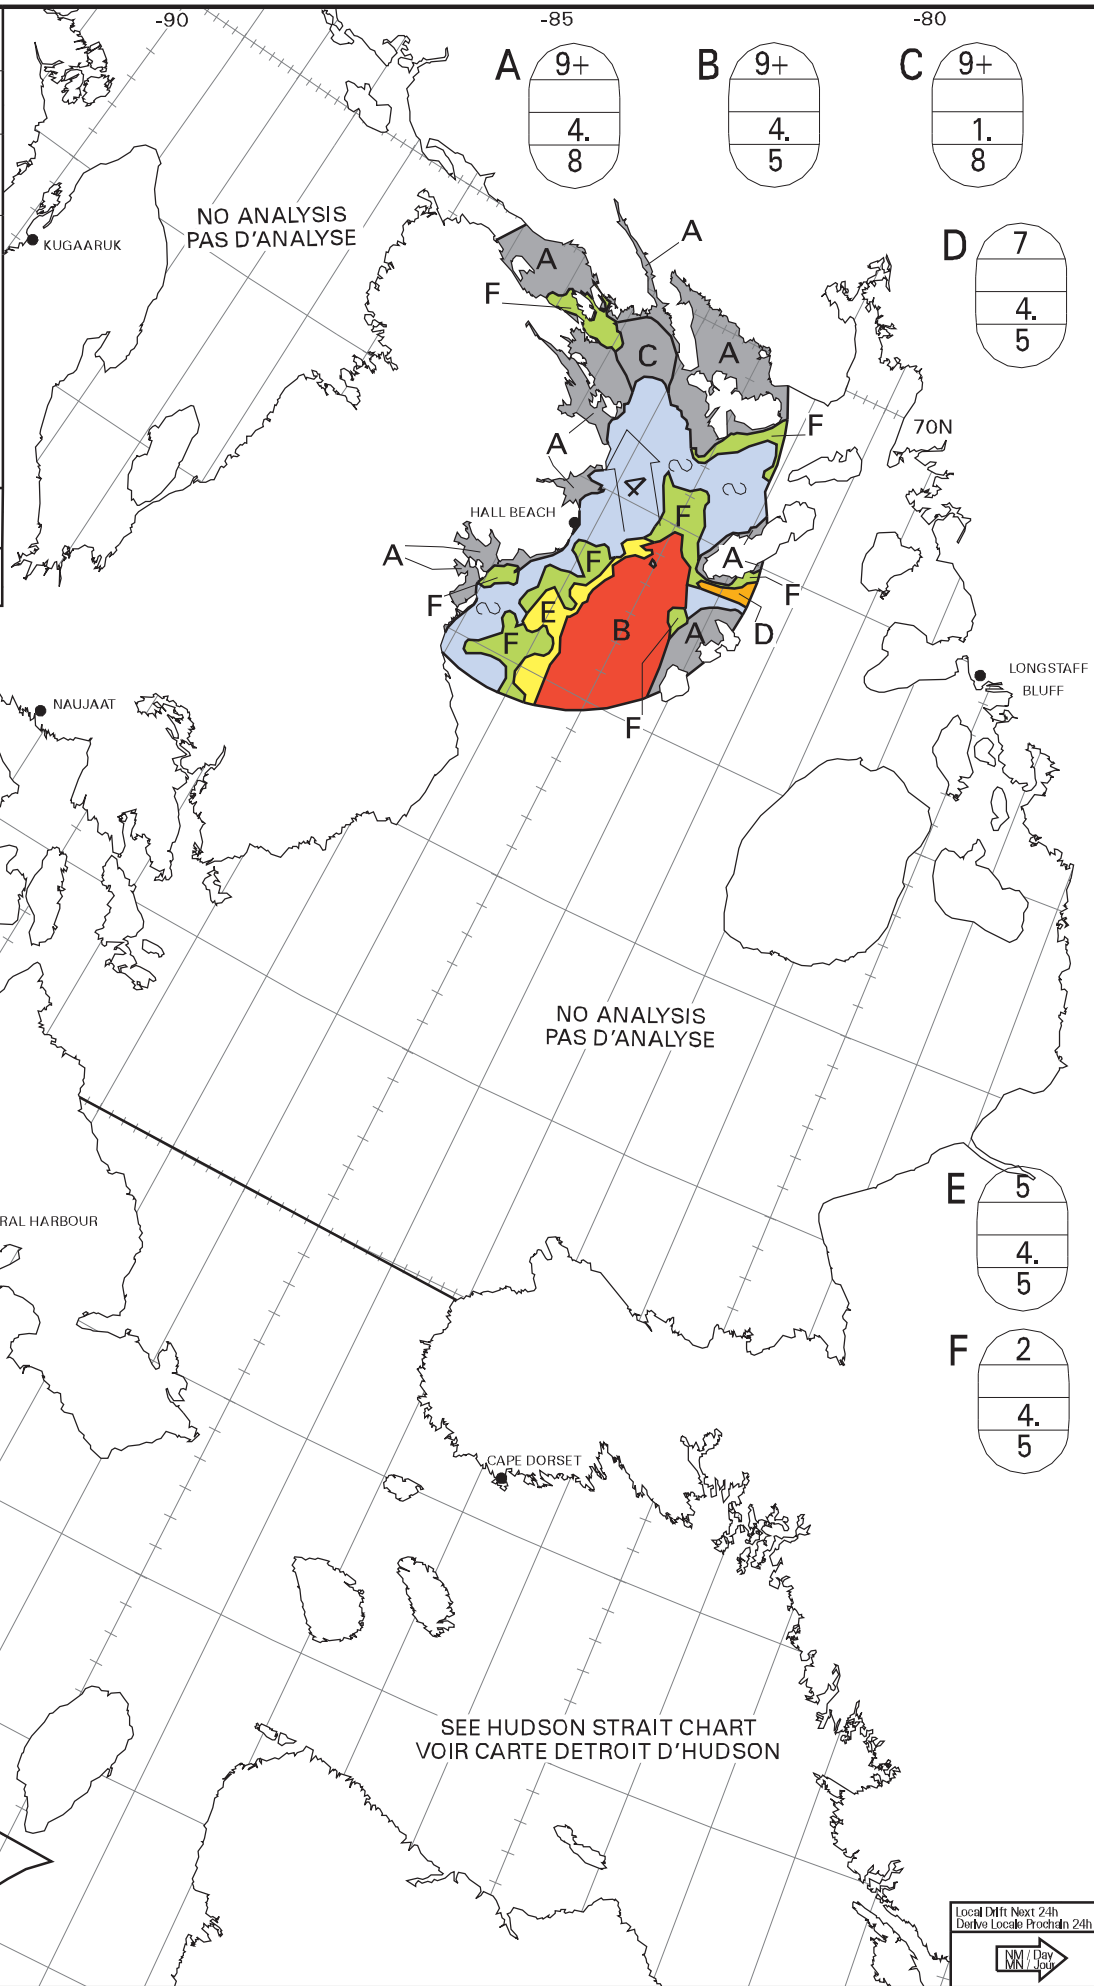 -90
-85
-80
A
9+
4.
8
B
9+
4.
5
C
9+
1.
8
NO ANALYSIS
PAS D'ANALYSE
KUGAARUK
D
7
4.
5
A
A
F
C
A
A
F
70N
A
4
HALL BEACH
F
A
F
A
F
F
E
F
B
A
D
F
LONGSTAFF
BLUFF
NAUJAAT
NO ANALYSIS
PAS D'ANALYSE
E
5
4.
5
RAL HARBOUR
F
2
4.
5
CAPE DORSET
SEE HUDSON STRAIT CHART
VOIR CARTE DETROIT D'HUDSON
Local Drift Next 24h
Derive Locale Prochain 24h
NM / Day
MN / Jour